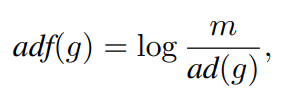 adf(g) = log m / ad(g),